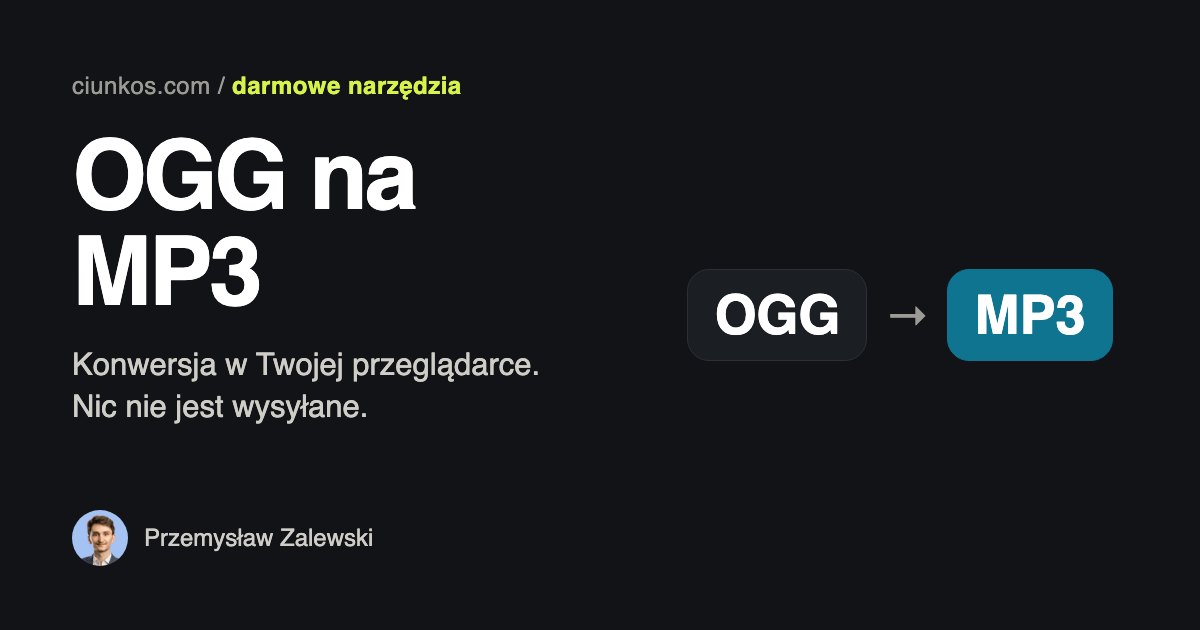 ciunkos.com / darmowe narzędzia
OGG na
MP3
OGG → MP3
Konwersja w Twojej przeglądarce.
Nic nie jest wysyłane.
Przemysław Zalewski